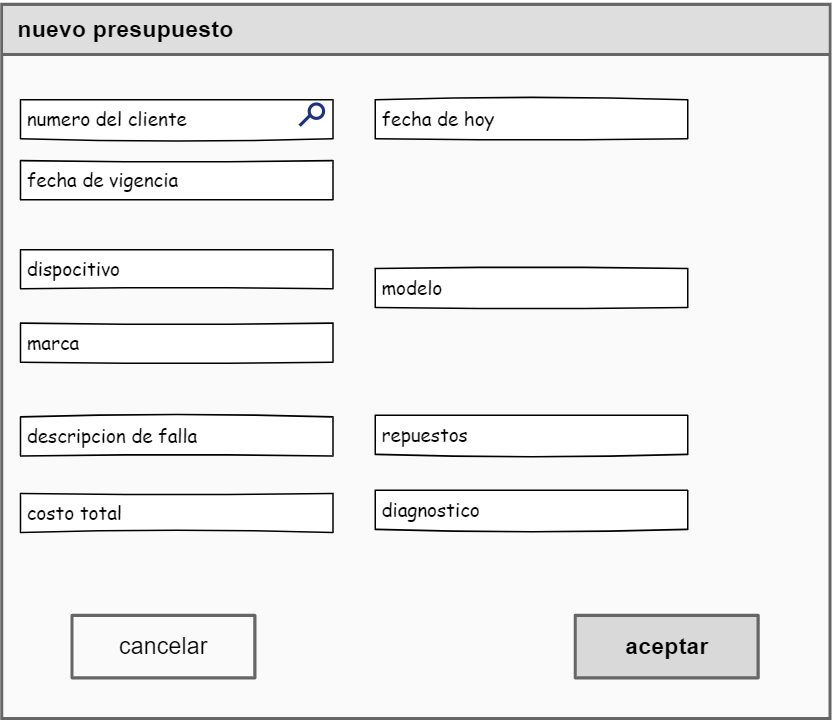 nuevo presupuesto
numero del cliente
fecha de hoy
fecha de vigencia
dispocitivo
modelo
marca
descripcion de falla
repuestos
costo total
diagnostico
cancelar
aceptar